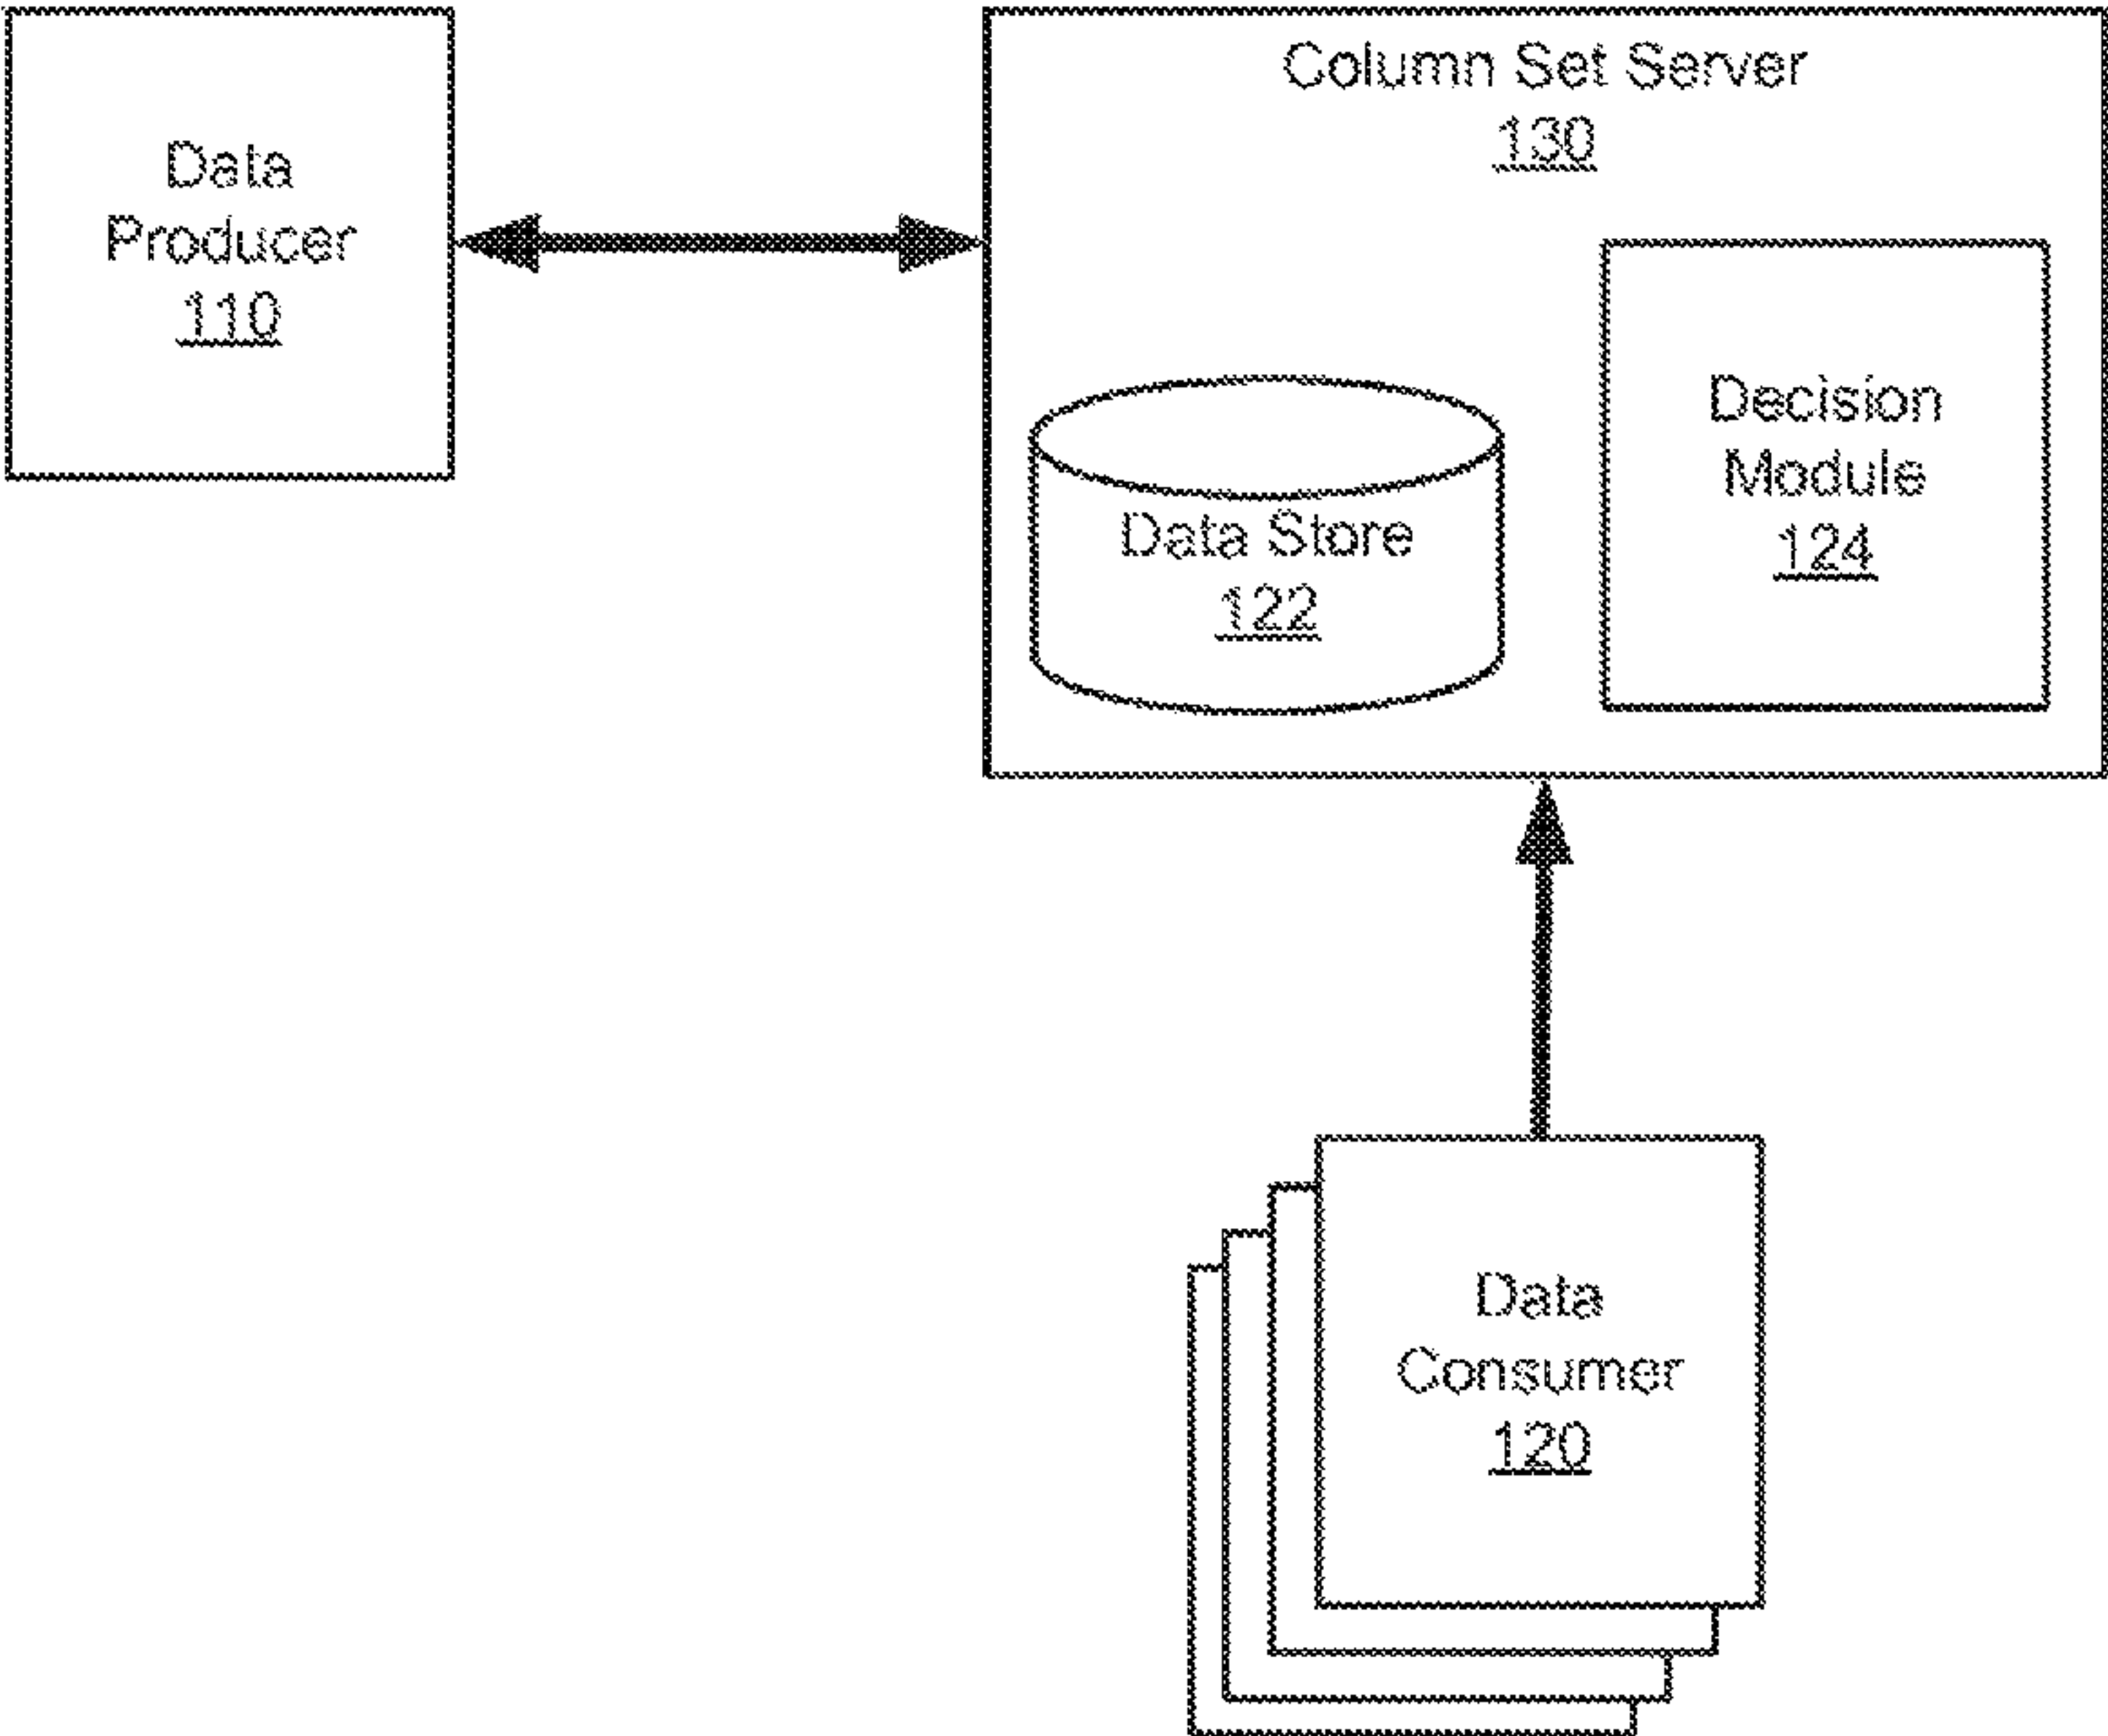 Data
Producer
110
Column Set Server
130
Data Store
122
Decision
Module
124
Data
Consumer
120